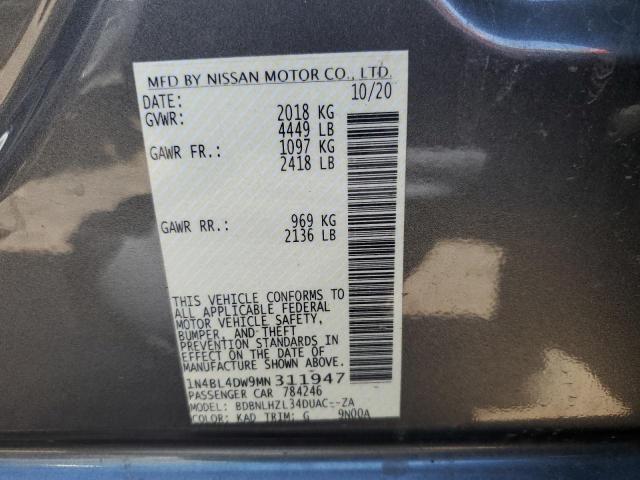 MFD BY NISSAN MOTOR CO., LTD.
DATE: 10/20
GVWR: 2018 KG
4449 LB
GAWR FR.: 1097 KG
2418 LB
GAWR RR.: 969 KG
2136 LB
THIS VEHICLE CONFORMS TO
ALL APPLICABLE FEDERAL
MOTOR VEHICLE SAFETY,
BUMPER, AND THEFT
PREVENTION STANDARDS IN
EFFECT ON THE DATE OF
MANUFACTURE SHOWN ABOVE.
1N4BL4DW9MN311947
PASSENGER CAR 784246
MODEL: BDBNLHZL34DUAC--ZA
COLOR: KAD TRIM: G 9N00A